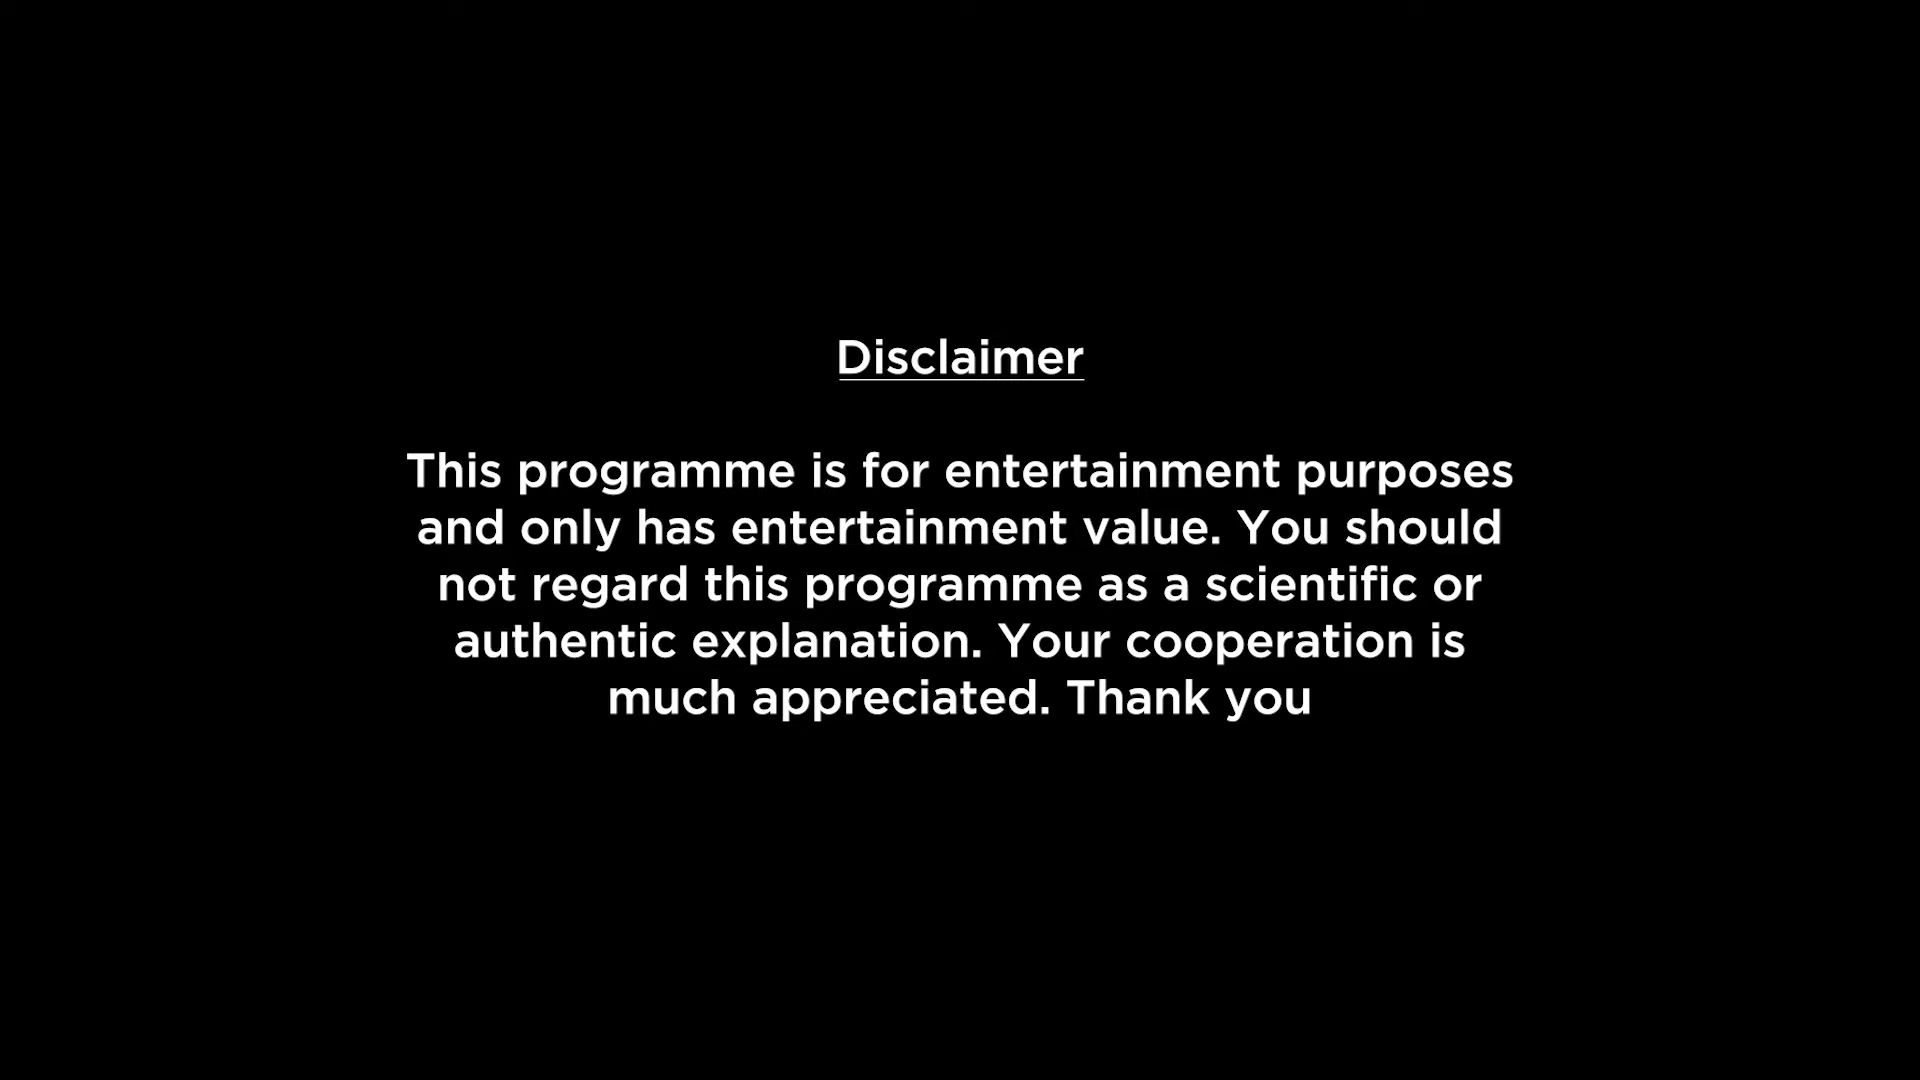 Disclaimer
This programme is for entertainment purposes
and only has entertainment value. You should
not regard this programme as a scientific or
authentic explanation. Your cooperation is
much appreciated. Thank you